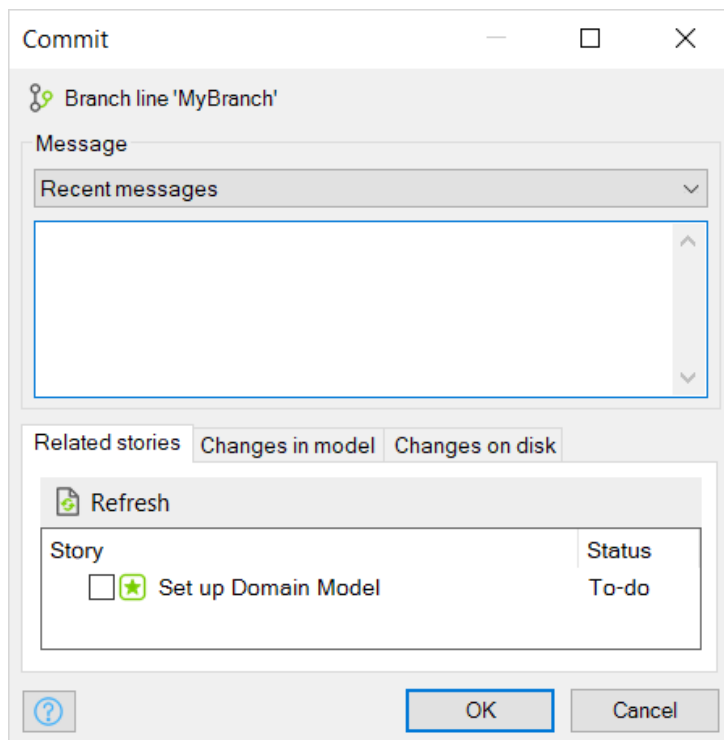 Commit
Branch line 'MyBranch'
Message
Recent messages
Related stories Changes in model Changes on disk
Refresh
Story Status
Set up Domain Model To-do
OK Cancel